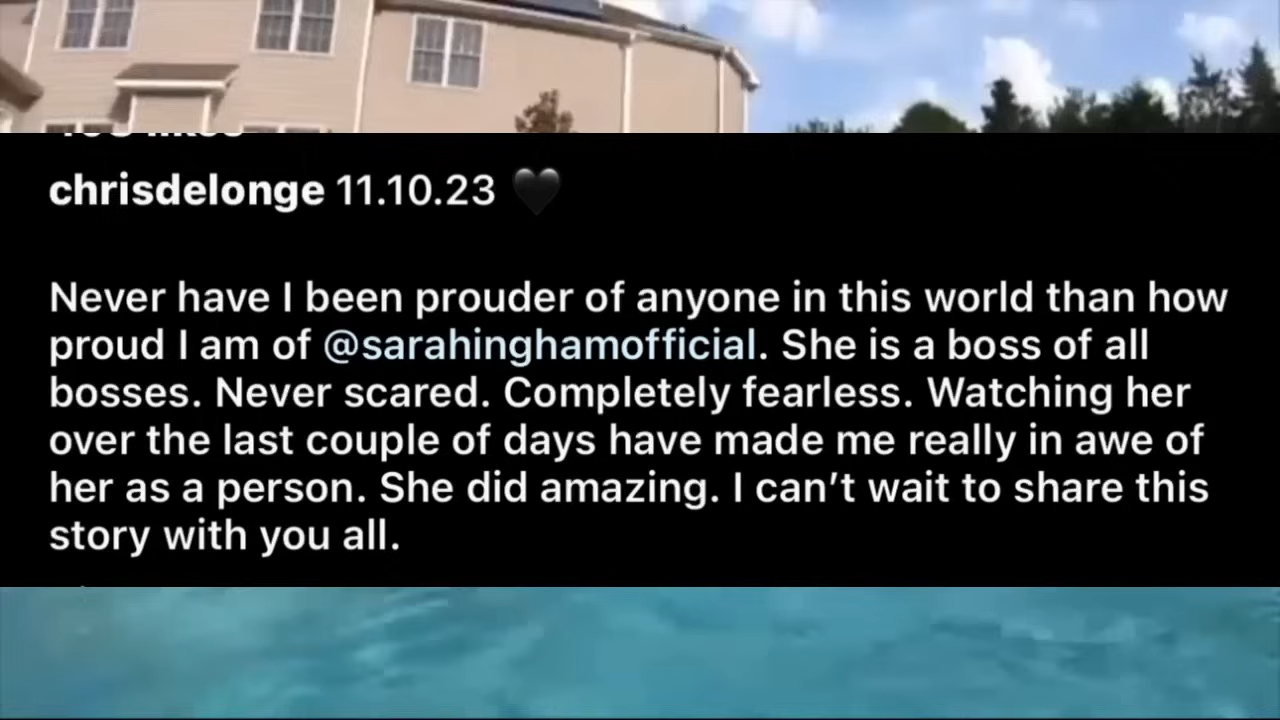 chrisdelonge 11.10.23 🖤
Never have I been prouder of anyone in this world than how
proud I am of @sarahinghamofficial. She is a boss of all
bosses. Never scared. Completely fearless. Watching her
over the last couple of days have made me really in awe of
her as a person. She did amazing. I can’t wait to share this
story with you all.